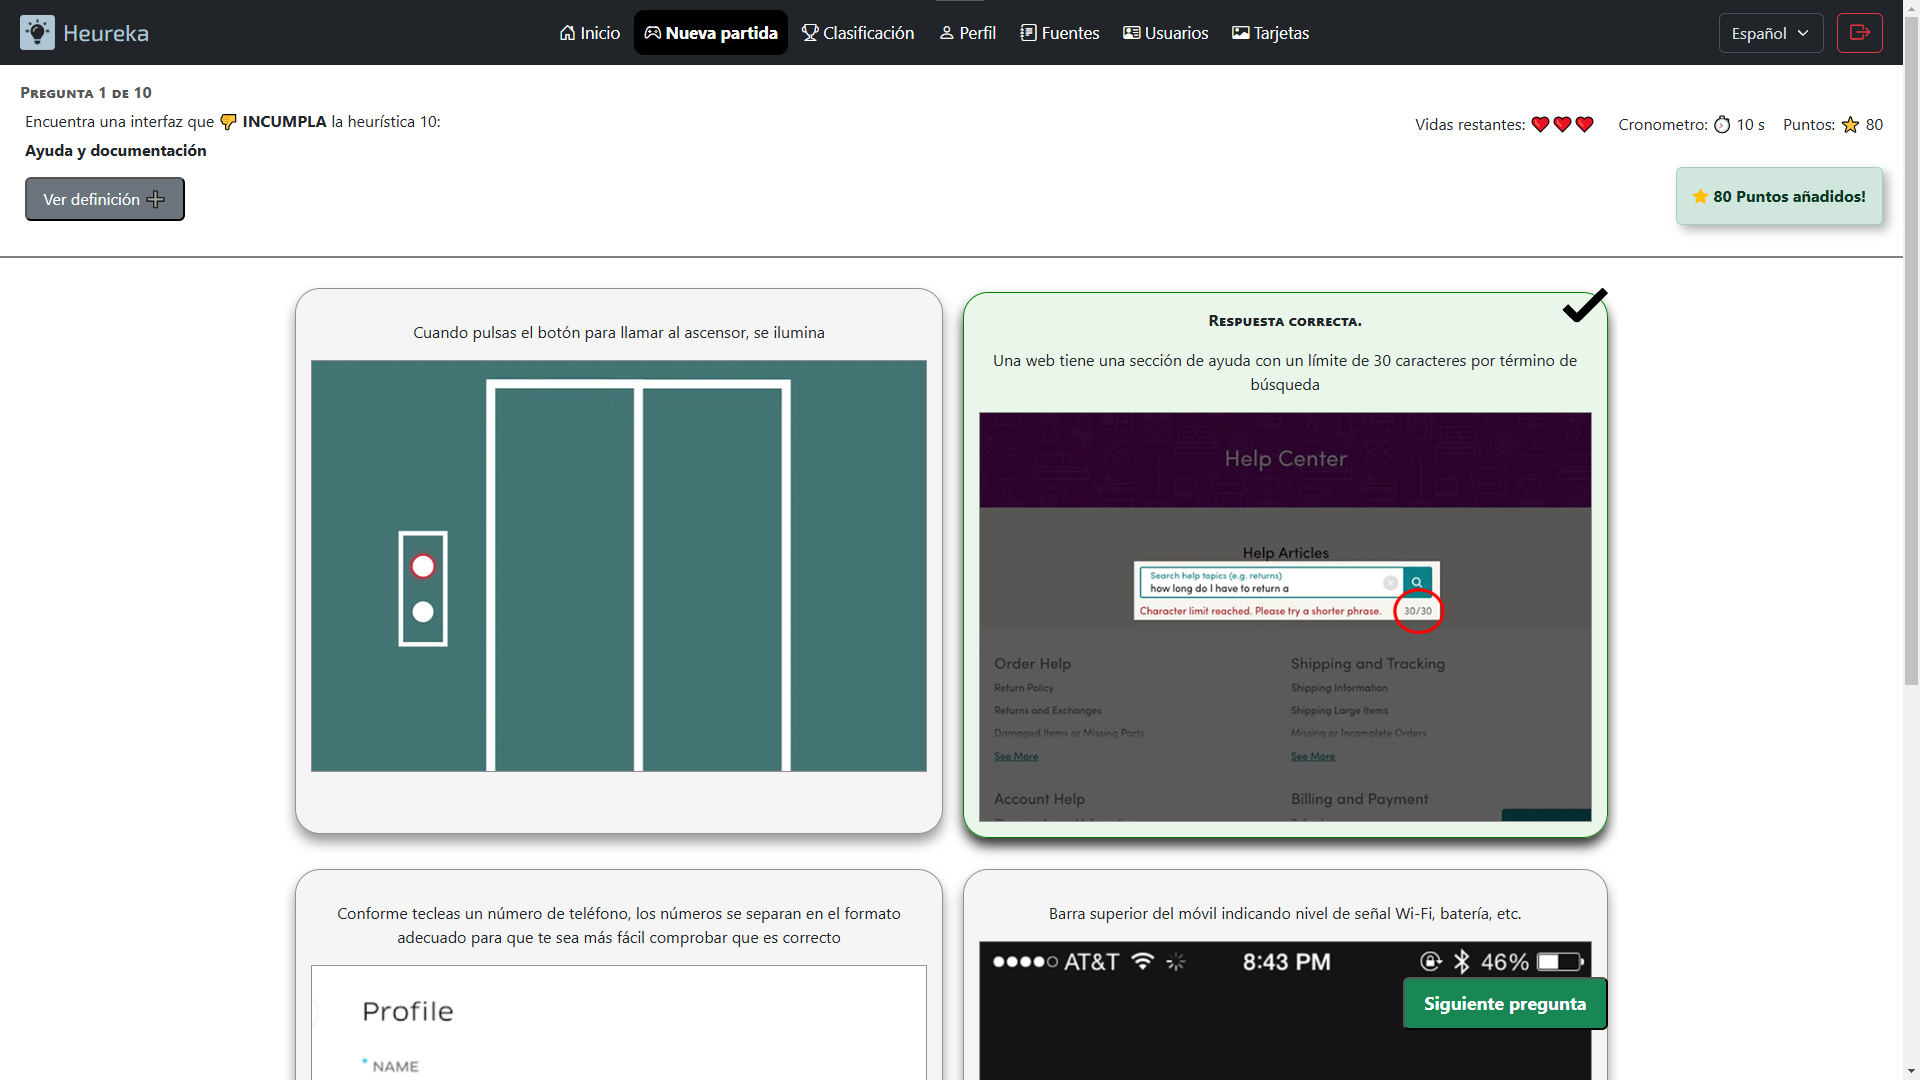 Heureka
Inicio
Nueva partida
Clasificación
Perfil
Fuentes
Usuarios
Tarjetas
Español
Pregunta 1 de 10
Encuentra una interfaz que INCUMPLA la heurística 10:
Ayuda y documentación
Ver definición
Vidas restantes:
Cronometro: 10 s
Puntos: 80
80 Puntos añadidos!
Cuando pulsas el botón para llamar al ascensor, se ilumina
Respuesta correcta.
Una web tiene una sección de ayuda con un límite de 30 caracteres por término de
búsqueda
Help Center
Help Articles
Search help topics (e.g. returns)
how long do I have to return a
Character limit reached. Please try a shorter phrase. 30/30
Order Help
Return Policy
Returns and Exchanges
Damaged Items or Missing Parts
See More
Shipping and Tracking
Shipping Information
Shipping Large Items
Missing or Incomplete Orders
See More
Account Help
Billing and Payment
Conforme tecleas un número de teléfono, los números se separan en el formato
adecuado para que te sea más fácil comprobar que es correcto
Profile
* NAME
Barra superior del móvil indicando nivel de señal Wi-Fi, batería, etc.
AT&T 8:43 PM 46%
Siguiente pregunta